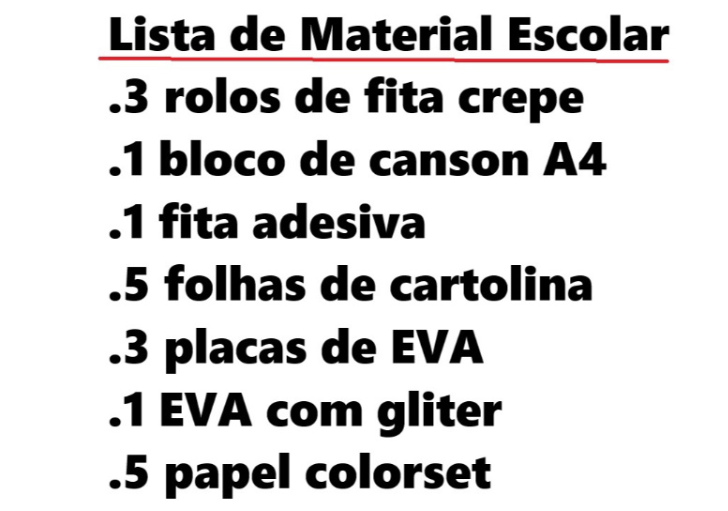 Lista de Material Escolar
.3 rolos de fita crepe
.1 bloco de canson A4
.1 fita adesiva
.5 folhas de cartolina
.3 placas de EVA
.1 EVA com gliter
.5 papel colorset